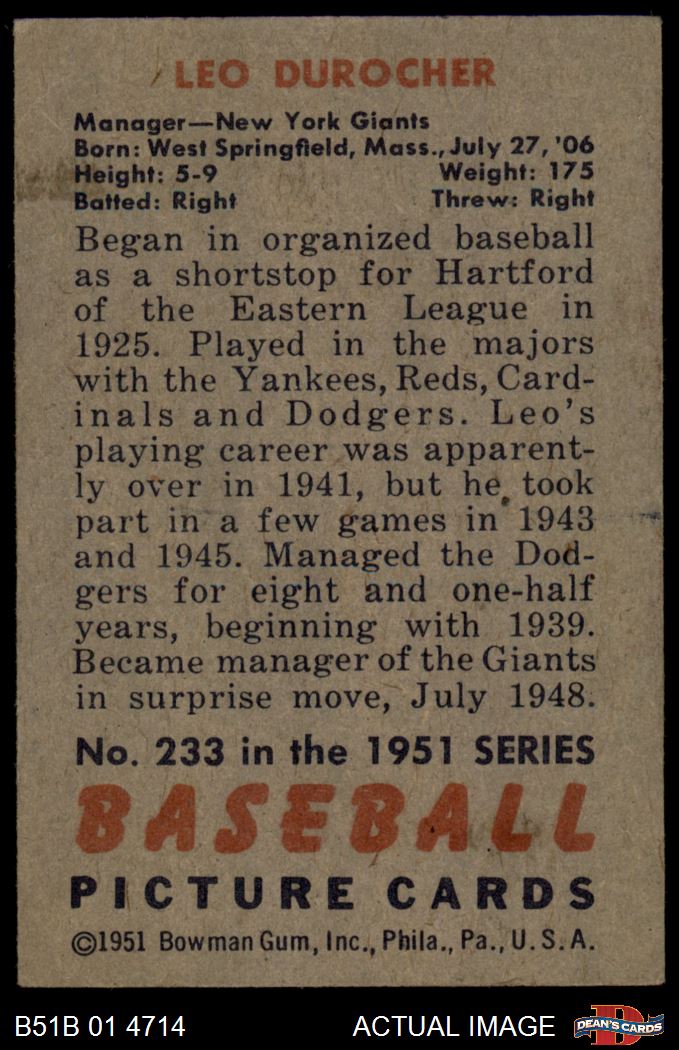 LEO DUROCHER
Manager—New York Giants
Born: West Springfield, Mass., July 27, '06
Height: 5-9 Weight: 175
Batted: Right Threw: Right
Began in organized baseball
as a shortstop for Hartford
of the Eastern League in
1925. Played in the majors
with the Yankees, Reds, Card-
inals and Dodgers. Leo's
playing career was apparent-
ly over in 1941, but he took
part in a few games in 1943
and 1945. Managed the Dod-
gers for eight and one-half
years, beginning with 1939.
Became manager of the Giants
in surprise move, July 1948.
No. 233 in the 1951 SERIES
BASEBALL
PICTURE CARDS
©1951 Bowman Gum, Inc., Phila., Pa., U.S.A.
B51B 01 4714 ACTUAL IMAGE D DEAN'S CARDS